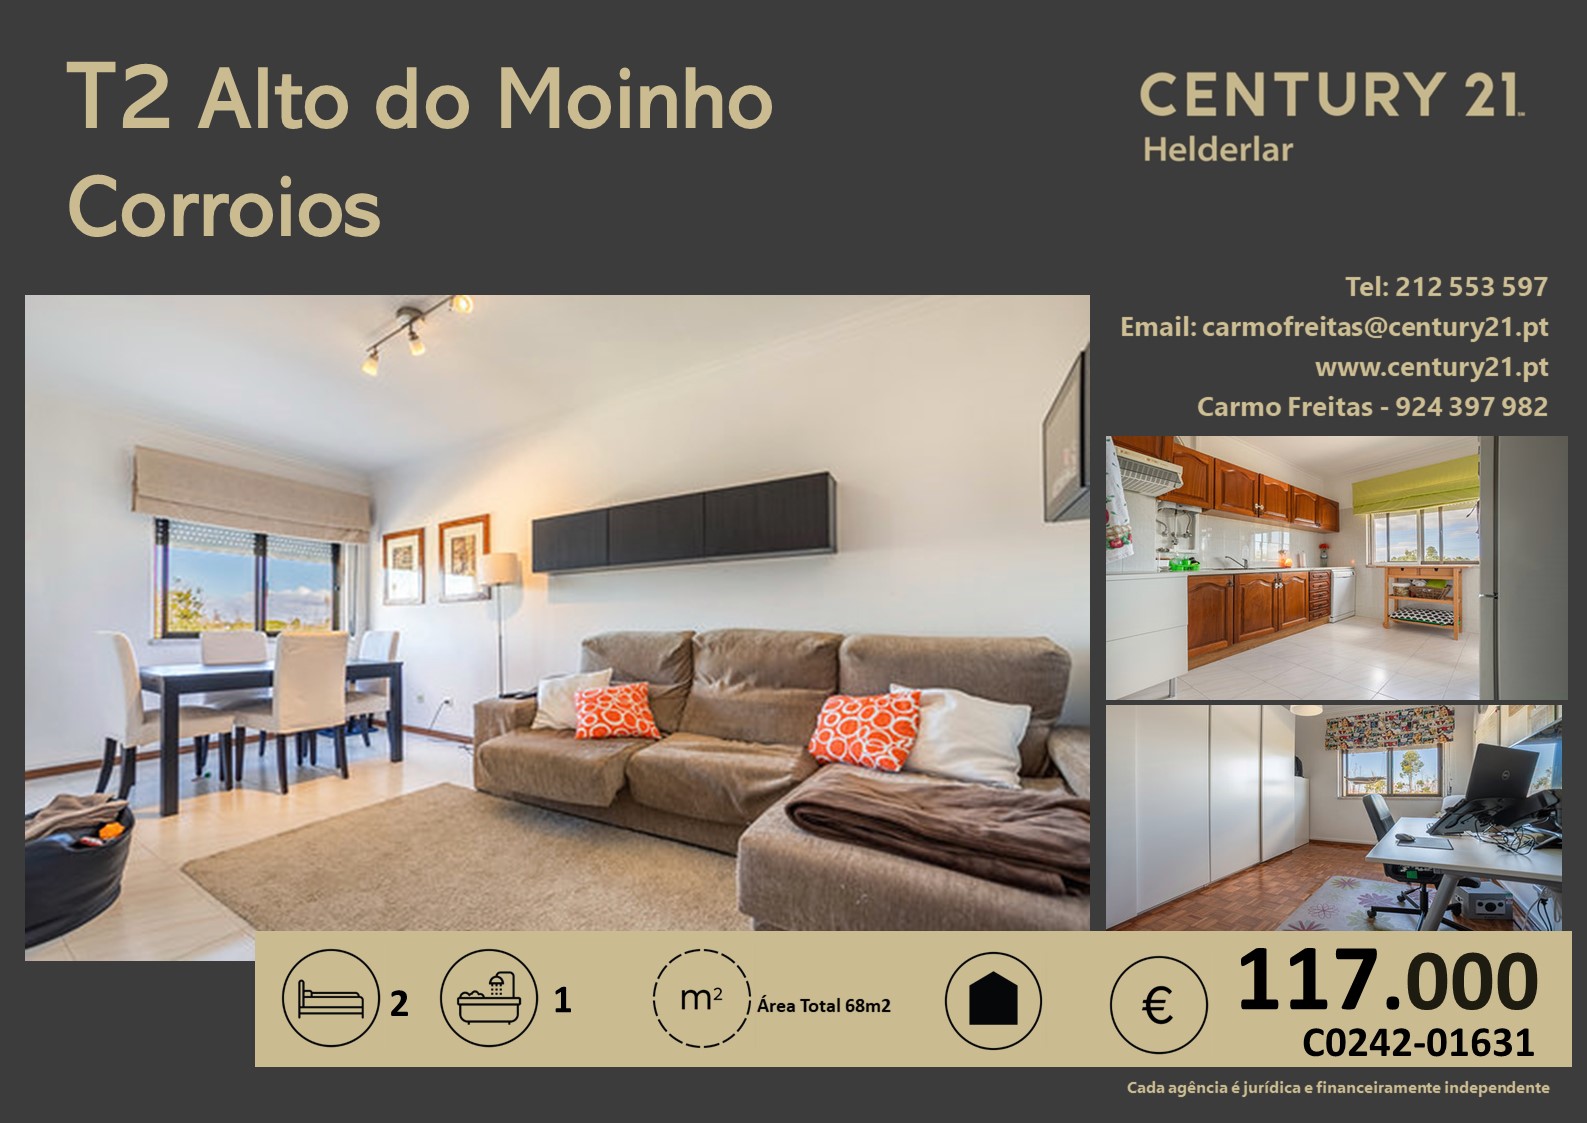 T2 Alto do Moinho
Corroios
CENTURY 21
Helderlar
Tel: 212 553 597
Email: carmofreitas@century21.pt
www.century21.pt
Carmo Freitas - 924 397 982
2
1
m²
Área Total 68m2
€
117.000
C0242-01631
Cada agência é jurídica e financeiramente independente